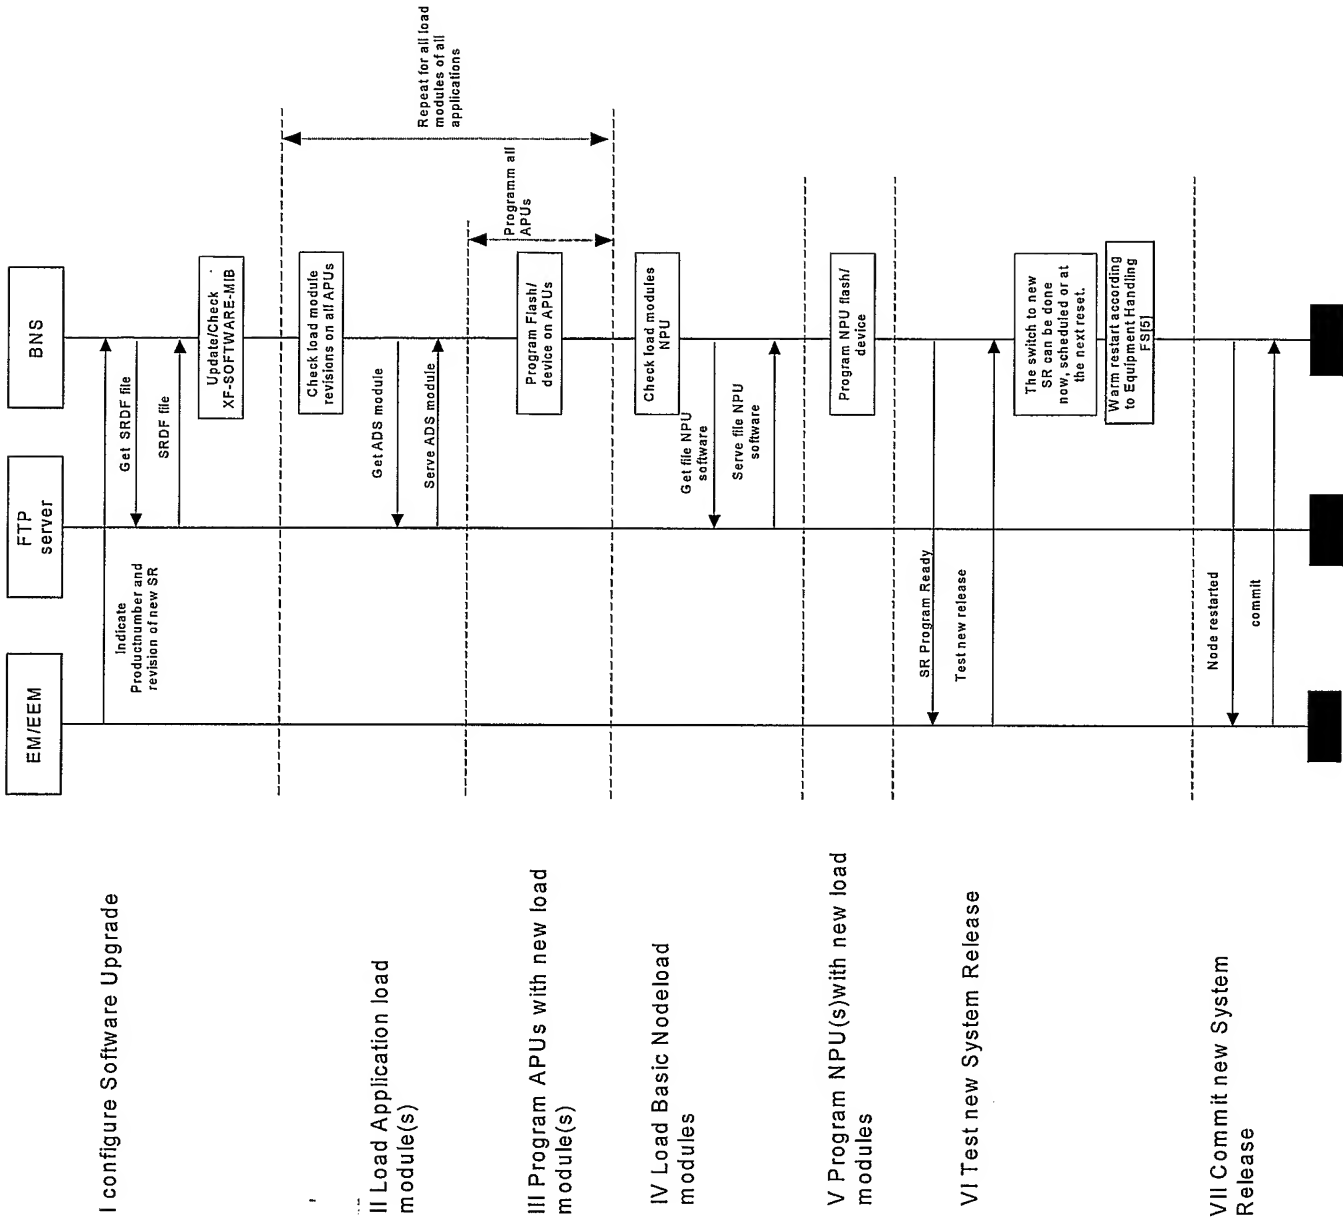 EM/EEM
FTP
server
BNS
I configure Software Upgrade
Indicate
Productnumber and
revision of new SR
Get SRDF file
SRDF file
Update/Check
XF-SOFTWARE-MIB
II Load Application load
module(s)
Check load module
revisions on all APUs
Get ADS module
Serve ADS module
Repeat for all load
modules of all
applications
III Program APUs with new load
module(s)
Program Flash/
device on APUs
Programm all
APUs
IV Load Basic Nodeload
modules
Check load modules
NPU
Get file NPU
software
Serve file NPU
software
V Program NPU(s)with new load
modules
Program NPU flash/
device
VI Test new System Release
SR Program Ready
Test new release
The switch to new
SR can be done
now, scheduled or at
the next reset.
Warm restart according
to Equipment Handling
FS[5]
VII Commit new System
Release
Node restarted
commit